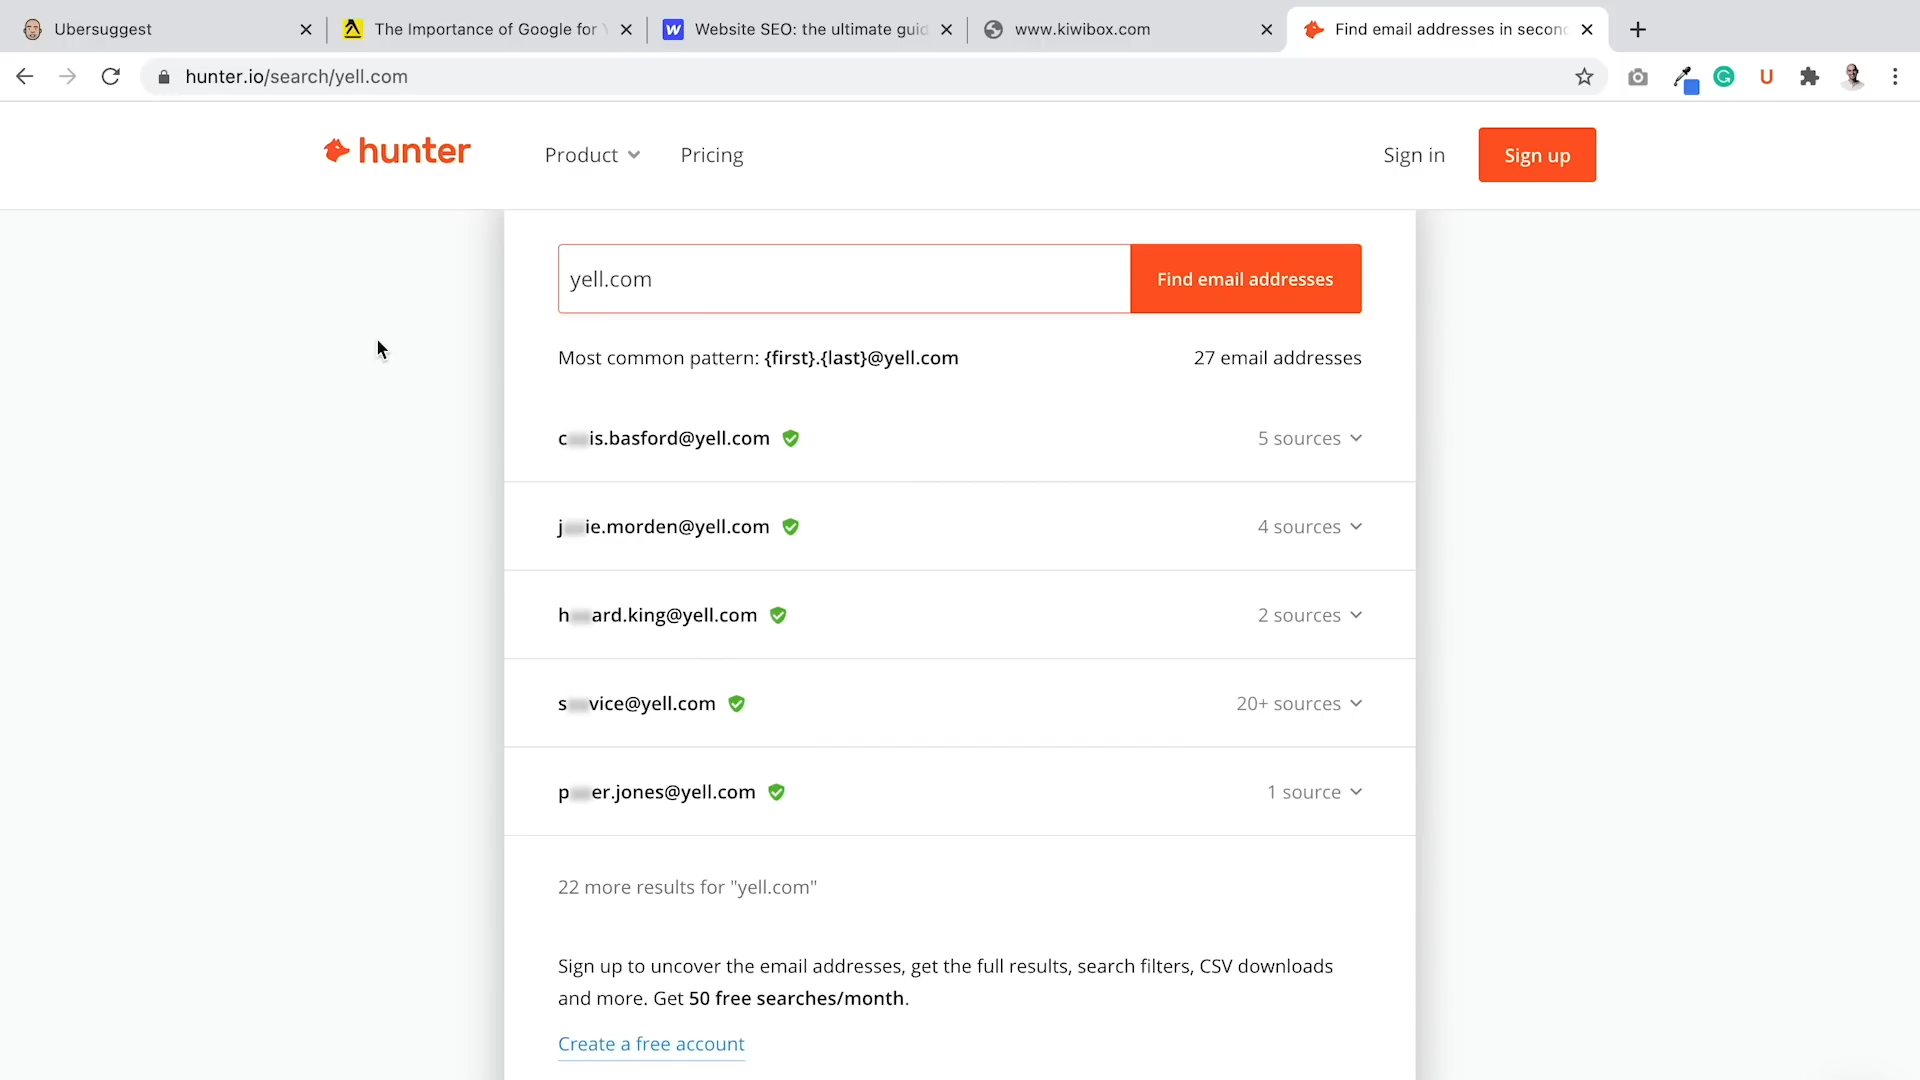 Ubersuggest
The Importance of Google for
Website SEO: the ultimate guid
www.kiwibox.com
Find email addresses in secon
hunter.io/search/yell.com
hunter
Product
Pricing
Sign in
Sign up
yell.com
Find email addresses
Most common pattern: {first}.{last}@yell.com
27 email addresses
c is.basford@yell.com
5 sources
j ie.morden@yell.com
4 sources
h ard.king@yell.com
2 sources
s vice@yell.com
20+ sources
p er.jones@yell.com
1 source
22 more results for "yell.com"
Sign up to uncover the email addresses, get the full results, search filters, CSV downloads
and more. Get 50 free searches/month.
Create a free account